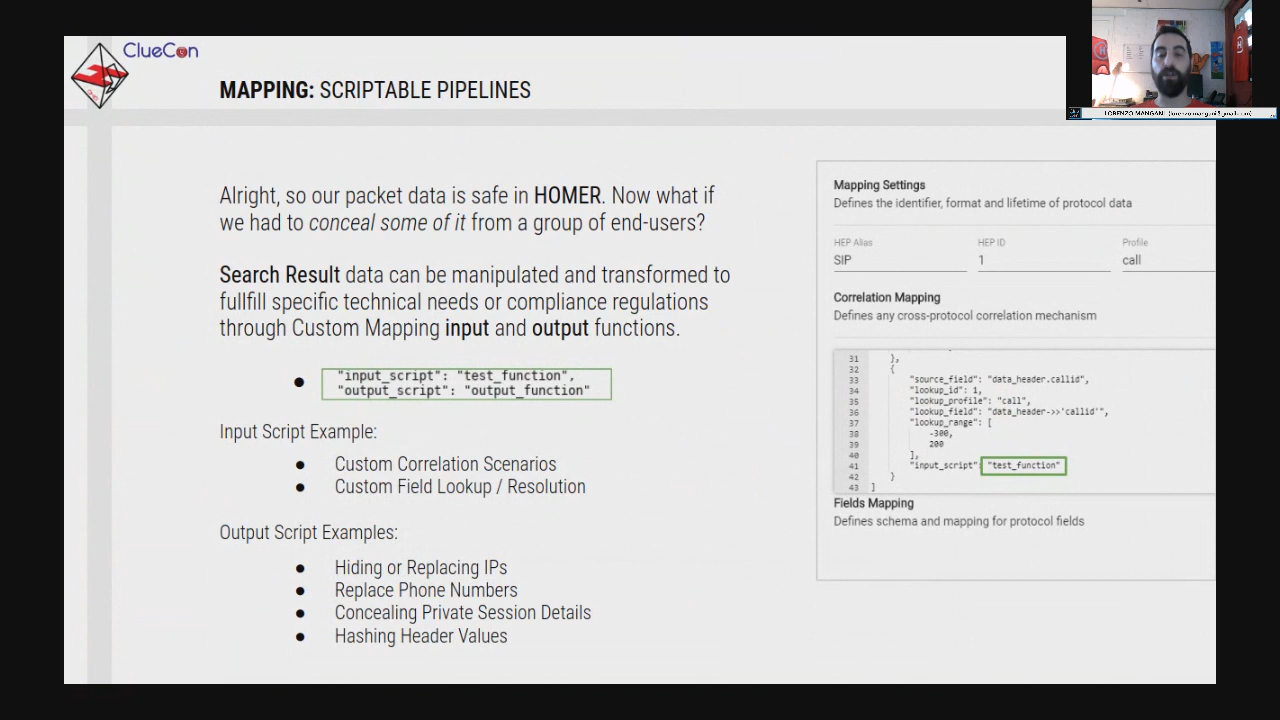 ClueCon
MAPPING: SCRIPTABLE PIPELINES
LORENZO MANGANI
Alright, so our packet data is safe in HOMER. Now what if
we had to conceal some of it from a group of end-users?
Search Result data can be manipulated and transformed to
fullfill specific technical needs or compliance regulations
through Custom Mapping input and output functions.
● "input_script": "test_function",
"output_script": "output_function"
Input Script Example:
● Custom Correlation Scenarios
● Custom Field Lookup / Resolution
Output Script Examples:
● Hiding or Replacing IPs
● Replace Phone Numbers
● Concealing Private Session Details
● Hashing Header Values
Mapping Settings
Defines the identifier, format and lifetime of protocol data
HEP Alias HEP ID Profile
SIP 1 call
Correlation Mapping
Defines any cross-protocol correlation mechanism
31 },
32 {
33 "source_field": "data_header.callid",
34 "lookup_id": 1,
35 "lookup_profile": "call",
36 "lookup_field": "data_header->>'callid'",
37 "lookup_range": [
38 -300,
39 200
40 ],
41 "input_script": "test_function"
42 }
43 ]
Fields Mapping
Defines schema and mapping for protocol fields